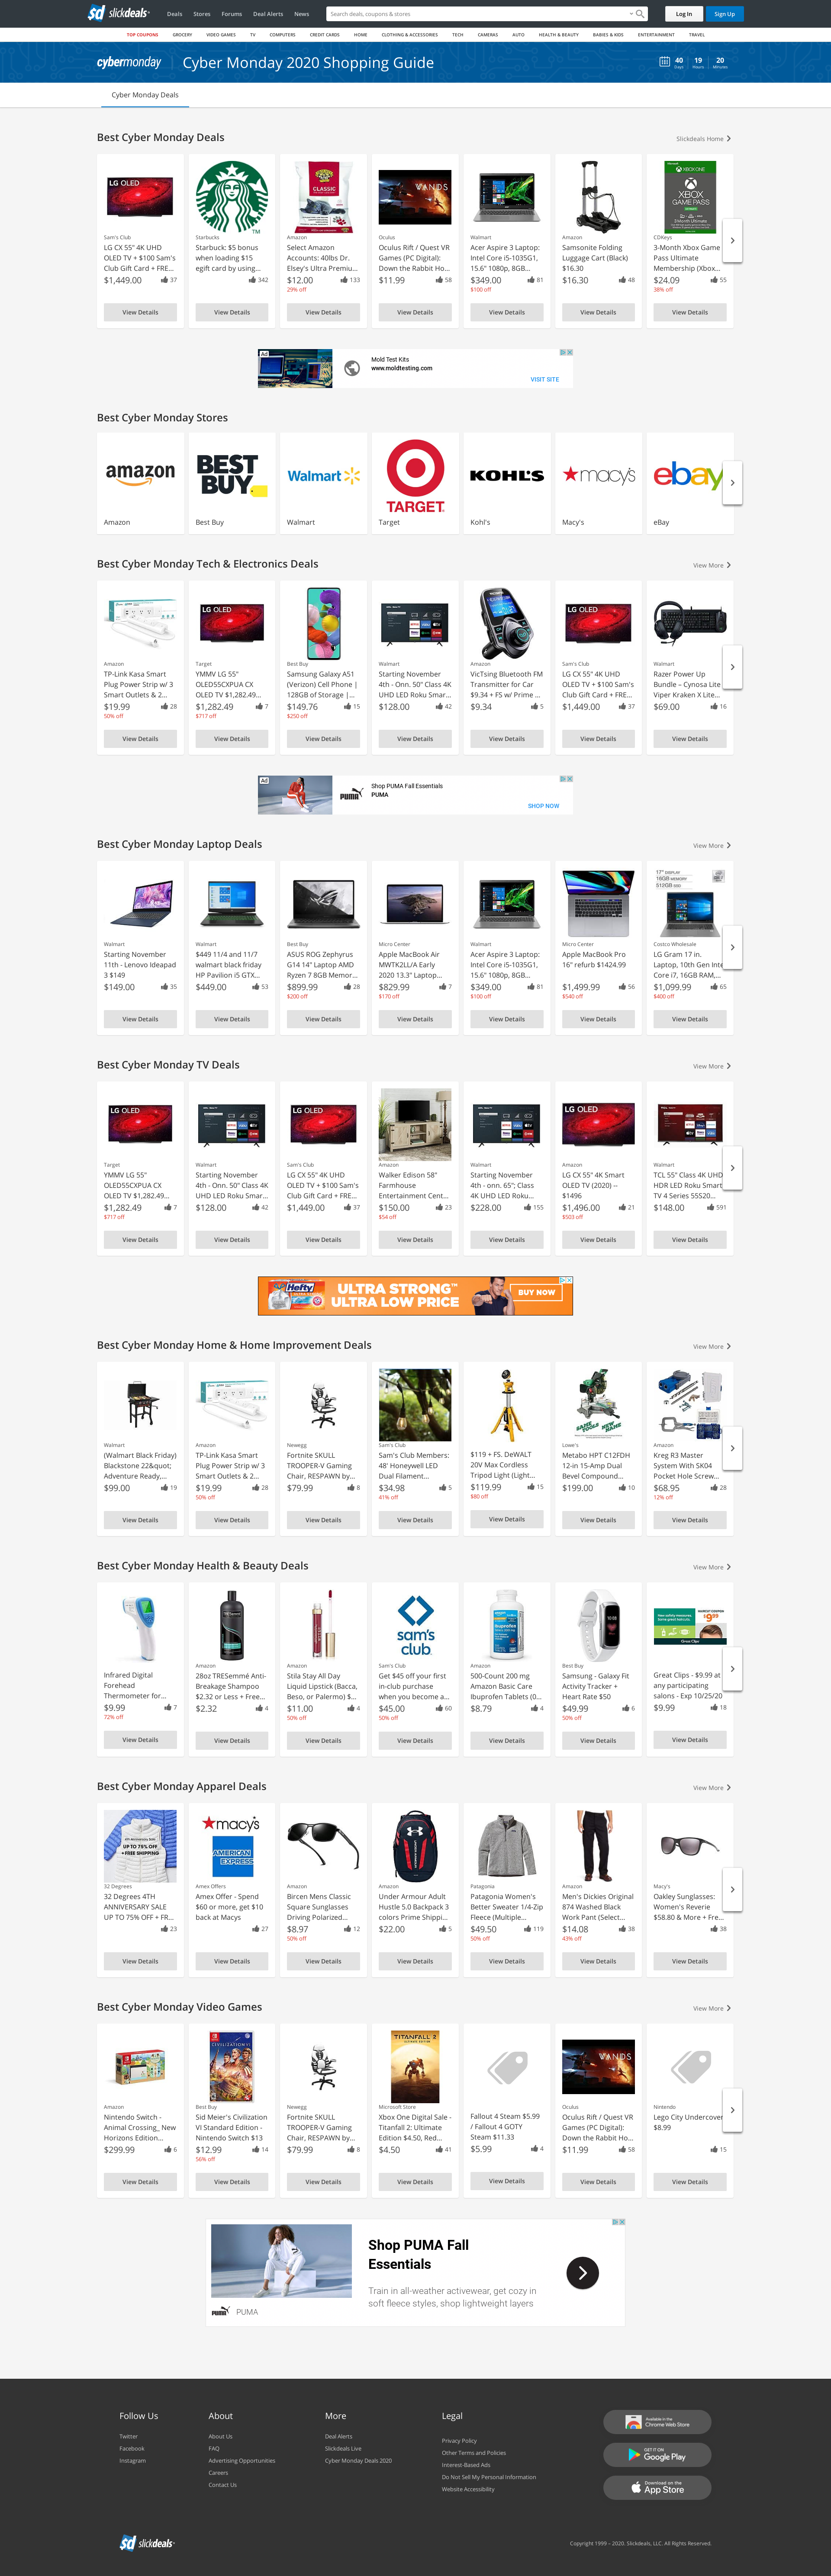 slickdeals
Deals Stores Forums Deal Alerts News
Search deals, coupons & stores
Log In Sign Up
TOP COUPONS GROCERY VIDEO GAMES TV COMPUTERS CREDIT CARDS HOME CLOTHING & ACCESSORIES TECH CAMERAS AUTO HEALTH & BEAUTY BABIES & KIDS ENTERTAINMENT TRAVEL
cybermonday Cyber Monday 2020 Shopping Guide
40 Days 19 Hours 20 Minutes
Cyber Monday Deals
Best Cyber Monday Deals
Slickdeals Home
Sam's Club
LG CX 55" 4K UHD
OLED TV + $100 Sam's
Club Gift Card + FRE...
$1,449.00 37
View Details
Starbucks
Starbuck: $5 bonus
when loading $15
egift card by using...
342
View Details
Amazon
Select Amazon
Accounts: 40lbs Dr.
Elsey's Ultra Premiu...
$12.00 133
29% off
View Details
Oculus
Oculus Rift / Quest VR
Games (PC Digital):
Down the Rabbit Ho...
$11.99 58
View Details
Walmart
Acer Aspire 3 Laptop:
Intel Core i5-1035G1,
15.6" 1080p, 8GB...
$349.00 81
$100 off
View Details
Amazon
Samsonite Folding
Luggage Cart (Black)
$16.30
$16.30 48
View Details
CDKeys
3-Month Xbox Game
Pass Ultimate
Membership (Xbox...
$24.09 55
38% off
View Details
Ad
Mold Test Kits
www.moldtesting.com
VISIT SITE
Best Cyber Monday Stores
amazon
Amazon
BEST BUY
Best Buy
Walmart
Walmart
TARGET
Target
KOHL'S
Kohl's
macy's
Macy's
ebay
eBay
Best Cyber Monday Tech & Electronics Deals
View More
Amazon
TP-Link Kasa Smart
Plug Power Strip w/ 3
Smart Outlets & 2...
$19.99 28
50% off
View Details
LG OLED
Target
YMMV LG 55"
OLED55CXPUA CX
OLED TV $1,282.49...
$1,282.49 7
$717 off
View Details
Best Buy
Samsung Galaxy A51
(Verizon) Cell Phone |
128GB of Storage |...
$149.76 15
$250 off
View Details
Walmart
Starting November
4th - Onn. 50" Class 4K
UHD LED Roku Smar...
$128.00 42
View Details
Amazon
VicTsing Bluetooth FM
Transmitter for Car
$9.34 + FS w/ Prime ...
$9.34 5
View Details
LG OLED
Sam's Club
LG CX 55" 4K UHD
OLED TV + $100 Sam's
Club Gift Card + FRE...
$1,449.00 37
View Details
Walmart
Razer Power Up
Bundle – Cynosa Lite
Viper Kraken X Lite...
$69.00 16
View Details
Ad
Shop PUMA Fall Essentials
PUMA
SHOP NOW
Best Cyber Monday Laptop Deals
View More
Walmart
Starting November
11th - Lenovo Ideapad
3 $149
$149.00 35
View Details
Walmart
$449 11/4 and 11/7
walmart black friday
HP Pavilion i5 GTX...
$449.00 53
View Details
Best Buy
ASUS ROG Zephyrus
G14 14" Laptop AMD
Ryzen 7 8GB Memor...
$899.99 28
$200 off
View Details
Micro Center
Apple MacBook Air
MWTK2LL/A Early
2020 13.3" Laptop...
$829.99 7
$170 off
View Details
Walmart
Acer Aspire 3 Laptop:
Intel Core i5-1035G1,
15.6" 1080p, 8GB...
$349.00 81
$100 off
View Details
Micro Center
Apple MacBook Pro
16" refurb $1424.99
$1,499.99 56
$540 off
View Details
17" DISPLAY
16GB MEMORY
512GB SSD
Costco Wholesale
LG Gram 17 in.
Laptop, 10th Gen Inte
Core i7, 16GB RAM,...
$1,099.99 65
$400 off
View Details
Best Cyber Monday TV Deals
View More
LG OLED
Target
YMMV LG 55"
OLED55CXPUA CX
OLED TV $1,282.49...
$1,282.49 7
$717 off
View Details
Walmart
Starting November
4th - Onn. 50" Class 4K
UHD LED Roku Smar...
$128.00 42
View Details
LG OLED
Sam's Club
LG CX 55" 4K UHD
OLED TV + $100 Sam's
Club Gift Card + FRE...
$1,449.00 37
View Details
Amazon
Walker Edison 58"
Farmhouse
Entertainment Cent...
$150.00 23
$54 off
View Details
Walmart
Starting November
4th - onn. 65"; Class
4K UHD LED Roku...
$228.00 155
View Details
LG OLED
Amazon
LG CX 55" 4K Smart
OLED TV (2020) --
$1496
$1,496.00 21
$503 off
View Details
Walmart
TCL 55" Class 4K UHD
HDR LED Roku Smart
TV 4 Series 55S20...
$148.00 591
View Details
Hefty
ULTRA STRONG™
ULTRA LOW PRICE
BUY NOW
Best Cyber Monday Home & Home Improvement Deals
View More
Walmart
(Walmart Black Friday)
Blackstone 22&quot;
Adventure Ready,...
$99.00 19
View Details
Amazon
TP-Link Kasa Smart
Plug Power Strip w/ 3
Smart Outlets & 2...
$19.99 28
50% off
View Details
Newegg
Fortnite SKULL
TROOPER-V Gaming
Chair, RESPAWN by...
$79.99 8
View Details
Sam's Club
Sam's Club Members:
48' Honeywell LED
Dual Filament...
$34.98 5
41% off
View Details
$119 + FS. DeWALT
20V Max Cordless
Tripod Light (Light...
$119.99 15
$80 off
View Details
Lowe's
Metabo HPT C12FDH
12-in 15-Amp Dual
Bevel Compound...
$199.00 10
View Details
Amazon
Kreg R3 Master
System With SK04
Pocket Hole Screw...
$68.95 28
12% off
View Details
Best Cyber Monday Health & Beauty Deals
View More
Infrared Digital
Forehead
Thermometer for...
$9.99 7
72% off
View Details
Amazon
28oz TRESemmé Anti-
Breakage Shampoo
$2.32 or Less + Free...
$2.32 4
View Details
Amazon
Stila Stay All Day
Liquid Lipstick (Bacca,
Beso, or Palermo) $...
$11.00 4
50% off
View Details
sam's club
Sam's Club
Get $45 off your first
in-club purchase
when you become a...
$45.00 60
50% off
View Details
Amazon
500-Count 200 mg
Amazon Basic Care
Ibuprofen Tablets (0...
$8.79 4
View Details
Best Buy
Samsung - Galaxy Fit
Activity Tracker +
Heart Rate $50
$49.99 6
50% off
View Details
Great Clips - $9.99 at
any participating
salons - Exp 10/25/20
$9.99 18
View Details
Best Cyber Monday Apparel Deals
View More
UP TO 75% OFF
+ FREE SHIPPING
32 Degrees
32 Degrees 4TH
ANNIVERSARY SALE
UP TO 75% OFF + FR...
23
View Details
macy's
AMERICAN EXPRESS
Amex Offers
Amex Offer - Spend
$60 or more, get $10
back at Macys
27
View Details
Amazon
Bircen Mens Classic
Square Sunglasses
Driving Polarized...
$8.97 12
50% off
View Details
Amazon
Under Armour Adult
Hustle 5.0 Backpack 3
colors Prime Shippi...
$22.00 5
View Details
Patagonia
Patagonia Women's
Better Sweater 1/4-Zip
Fleece (Multiple...
$49.50 119
50% off
View Details
Amazon
Men's Dickies Original
874 Washed Black
Work Pant (Select...
$14.08 38
43% off
View Details
Macy's
Oakley Sunglasses:
Women's Reverie
$58.80 & More + Fre...
38
View Details
Best Cyber Monday Video Games
View More
Amazon
Nintendo Switch -
Animal Crossing_ New
Horizons Edition...
$299.99 6
View Details
Best Buy
Sid Meier's Civilization
VI Standard Edition -
Nintendo Switch $13
$12.99 14
56% off
View Details
Newegg
Fortnite SKULL
TROOPER-V Gaming
Chair, RESPAWN by...
$79.99 8
View Details
TITANFALL 2
Microsoft Store
Xbox One Digital Sale -
Titanfall 2: Ultimate
Edition $4.50, Red...
$4.50 41
View Details
Fallout 4 Steam $5.99
/ Fallout 4 GOTY
Steam $11.33
$5.99 4
View Details
Oculus
Oculus Rift / Quest VR
Games (PC Digital):
Down the Rabbit Ho...
$11.99 58
View Details
Nintendo
Lego City Undercover
$8.99
15
View Details
Shop PUMA Fall
Essentials
Train in all-weather activewear, get cozy in
soft fleece styles, shop lightweight layers.
PUMA
Follow Us
Twitter
Facebook
Instagram
About
About Us
FAQ
Advertising Opportunities
Careers
Contact Us
More
Deal Alerts
Slickdeals Live
Cyber Monday Deals 2020
Legal
Privacy Policy
Other Terms and Policies
Interest-Based Ads
Do Not Sell My Personal Information
Website Accessibility
Available in the
Chrome Web Store
GET IT ON
Google Play
Download on the
App Store
slickdeals
Copyright 1999 – 2020. Slickdeals, LLC. All Rights Reserved.